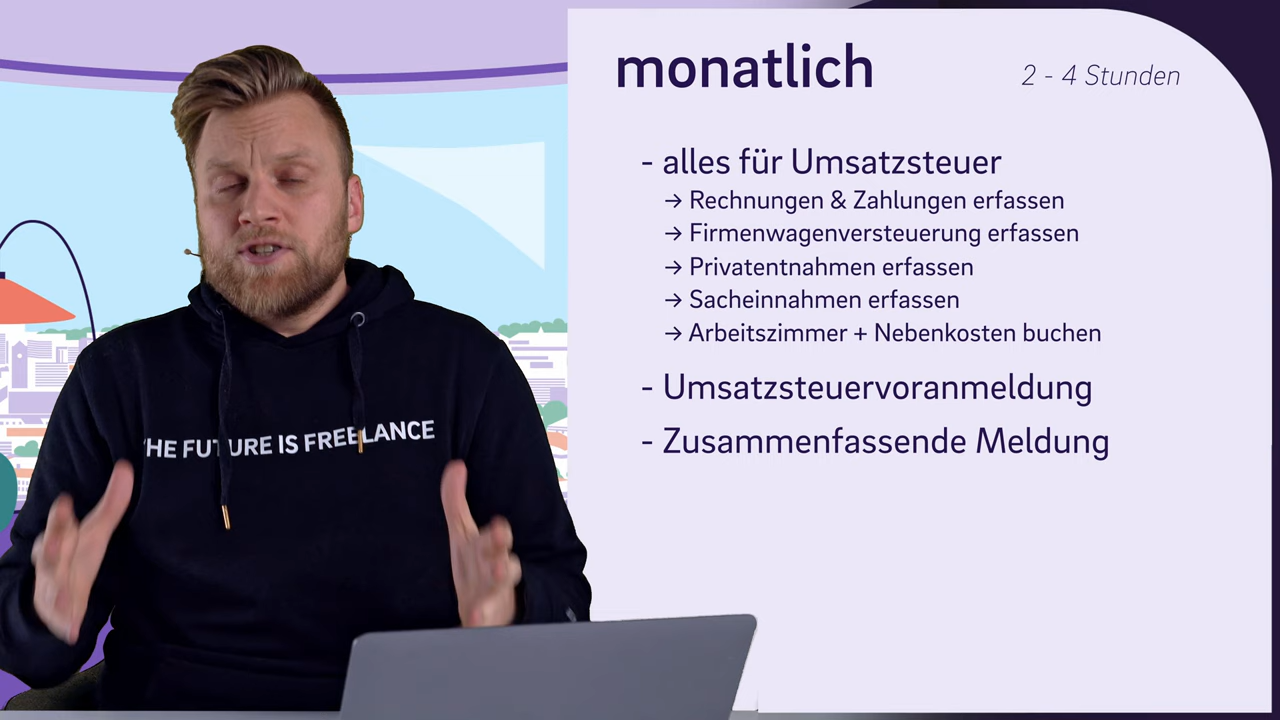 monatlich
2 - 4 Stunden
- alles für Umsatzsteuer
→ Rechnungen & Zahlungen erfassen
→ Firmenwagenversteuerung erfassen
→ Privatentnahmen erfassen
→ Sacheinnahmen erfassen
→ Arbeitszimmer + Nebenkosten buchen
- Umsatzsteuervoranmeldung
- Zusammenfassende Meldung
THE FUTURE IS FREELANCE